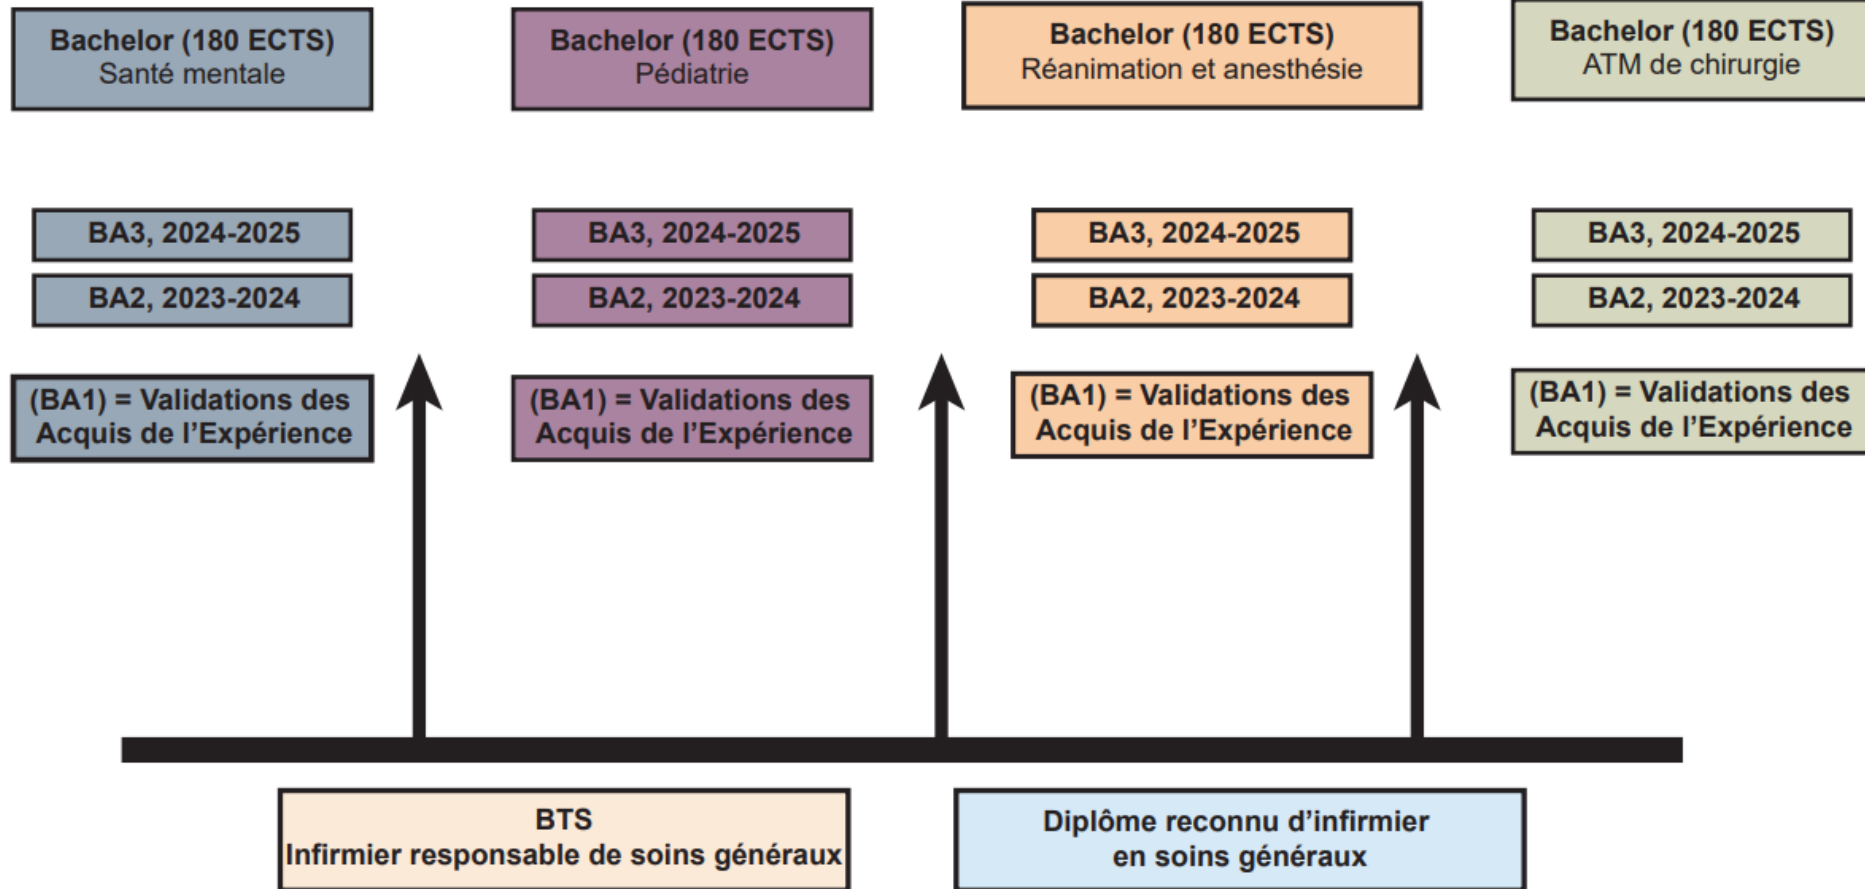 Bachelor (180 ECTS)
Santé mentale
Bachelor (180 ECTS)
Pédiatrie
Bachelor (180 ECTS)
Réanimation et anesthésie
Bachelor (180 ECTS)
ATM de chirurgie
BA3, 2024-2025
BA3, 2024-2025
BA3, 2024-2025
BA3, 2024-2025
BA2, 2023-2024
BA2, 2023-2024
BA2, 2023-2024
BA2, 2023-2024
(BA1) = Validations des
Acquis de l'Expérience
(BA1) = Validations des
Acquis de l'Expérience
(BA1) = Validations des
Acquis de l'Expérience
(BA1) = Validations des
Acquis de l'Expérience
BTS
Infirmier responsable de soins généraux
Diplôme reconnu d'infirmier
en soins généraux